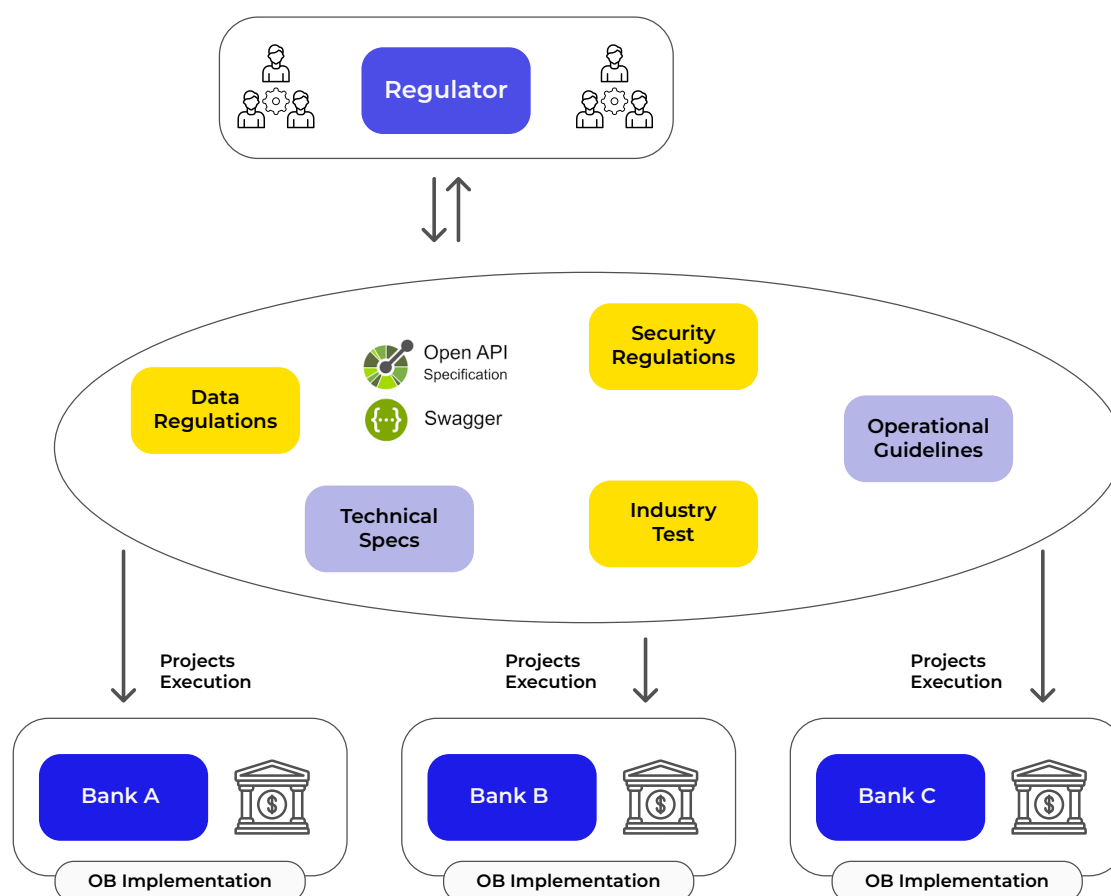 Regulator
Security
Regulations
Open API
Specification
Data
Regulations
Swagger
Operational
Guidelines
Technical
Specs
Industry
Test
Projects
Execution
Projects
Execution
Projects
Execution
Bank A
$
Bank B
$
Bank C
$
OB Implementation
OB Implementation
OB Implementation